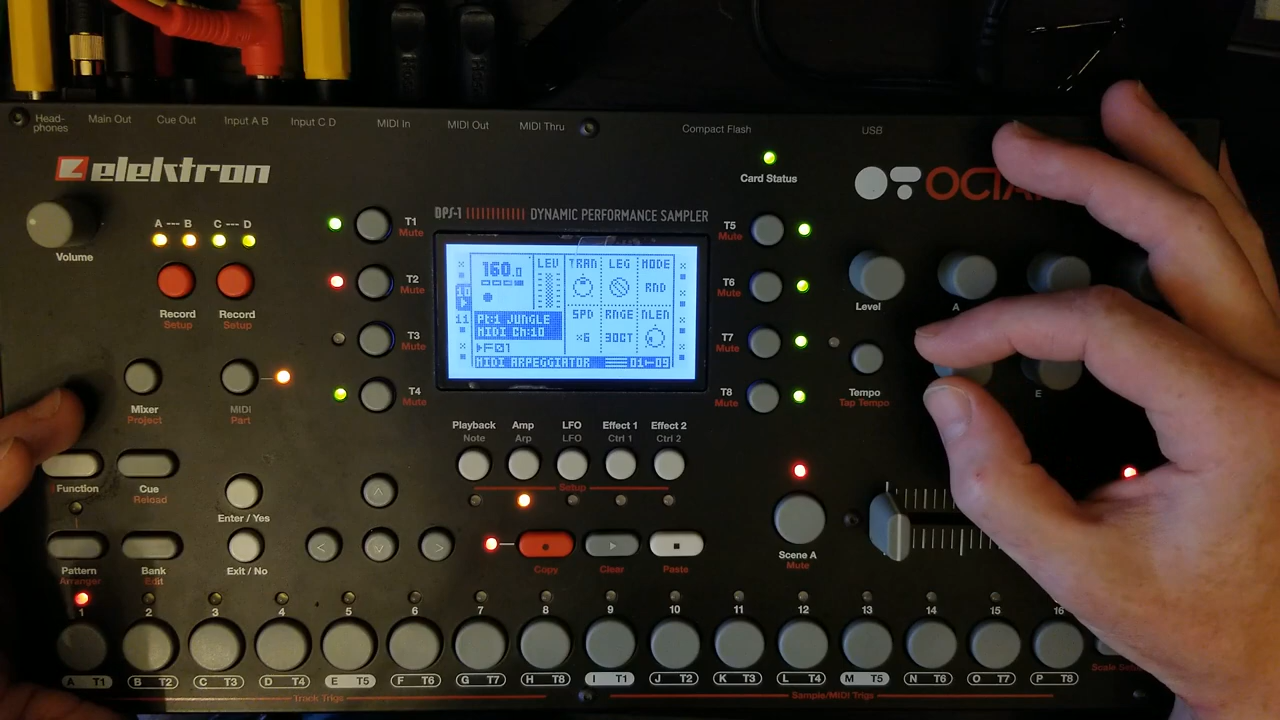 Head-
phones
Main Out
Cue Out
Input A B
Input C D
MIDI In
MIDI Out
MIDI Thru
Compact Flash
USB
elektron
Card Status
OCTA
DPS-1
DYNAMIC PERFORMANCE SAMPLER
Volume
A --- B
C --- D
Record
Setup
Record
Setup
T1
Mute
T2
Mute
T3
Mute
T4
Mute
160.0
LEV
TRAN
LEG
MODE
RND
SPD
RNGE
NLEN
×6
3OCT
10
11
Pt:1 JUNGLE
MIDI Ch:10
F01
MIDI ARPEGGIATOR
01
09
T5
Mute
T6
Mute
T7
Mute
T8
Mute
Level
A
Tempo
Tap Tempo
E
Mixer
Project
MIDI
Part
Function
Cue
Reload
Enter / Yes
Exit / No
Pattern
Arranger
Bank
Edit
Playback
Note
Amp
Arp
LFO
LFO
Effect 1
Ctrl 1
Effect 2
Ctrl 2
Setup
Copy
Clear
Paste
Scene A
Mute
1 2 3 4 5 6 7 8 9 10 11 12 13 14 15 16
A T1
B T2
C T3
D T4
E T5
F T6
G T7
H T8
I T1
J T2
K T3
L T4
M T5
N T6
O T7
P T8
Track Trigs
Sample/MIDI Trigs
Scale